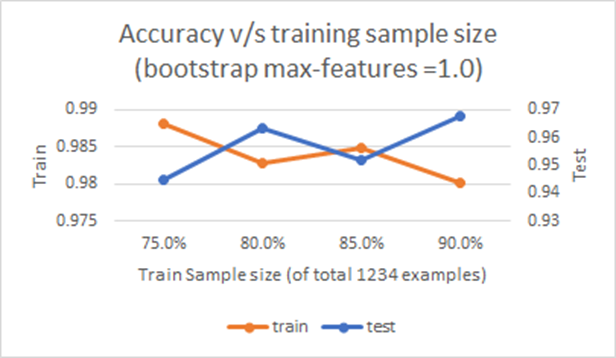 Accuracy v/s training sample size
(bootstrap max-features =1.0)
0.99
0.985
0.98
0.975
Train
0.97
0.96
0.95
0.94
0.93
Test
75.0% 80.0% 85.0% 90.0%
Train Sample size (of total 1234 examples)
train test